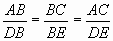 AB/DB = BC/BE = AC/DE